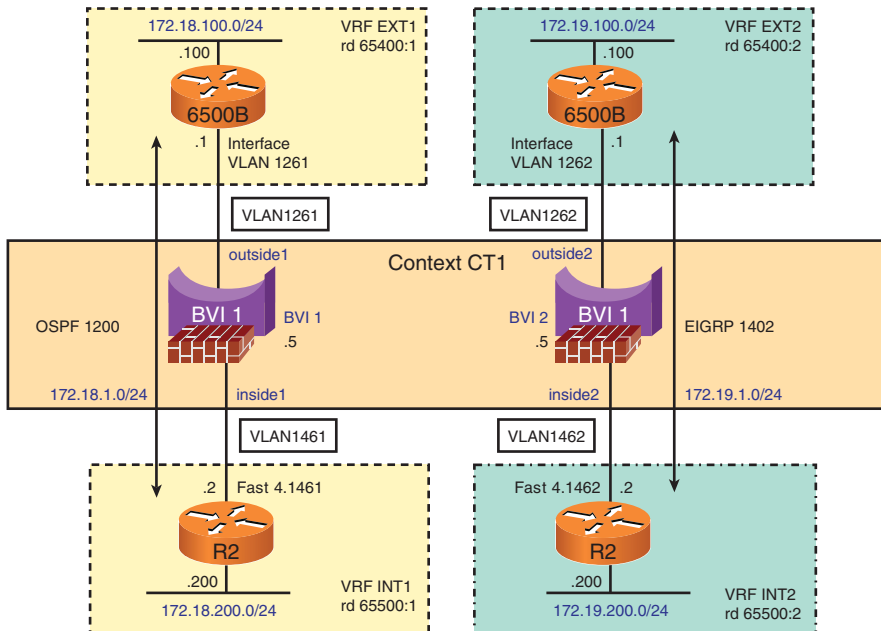 172.18.100.0/24
VRF EXT1
rd 65400:1
.100
6500B
.1
Interface
VLAN 1261
172.19.100.0/24
VRF EXT2
rd 65400:2
.100
6500B
Interface
VLAN 1262
.1
VLAN1261
VLAN1262
outside1
Context CT1
outside2
OSPF 1200
BVI 1
BVI 1
.5
BVI 2
.5
BVI 1
EIGRP 1402
172.18.1.0/24
inside1
inside2
172.19.1.0/24
VLAN1461
VLAN1462
.2
Fast 4.1461
R2
.200
172.18.200.0/24
VRF INT1
rd 65500:1
Fast 4.1462
.2
R2
.200
172.19.200.0/24
VRF INT2
rd 65500:2